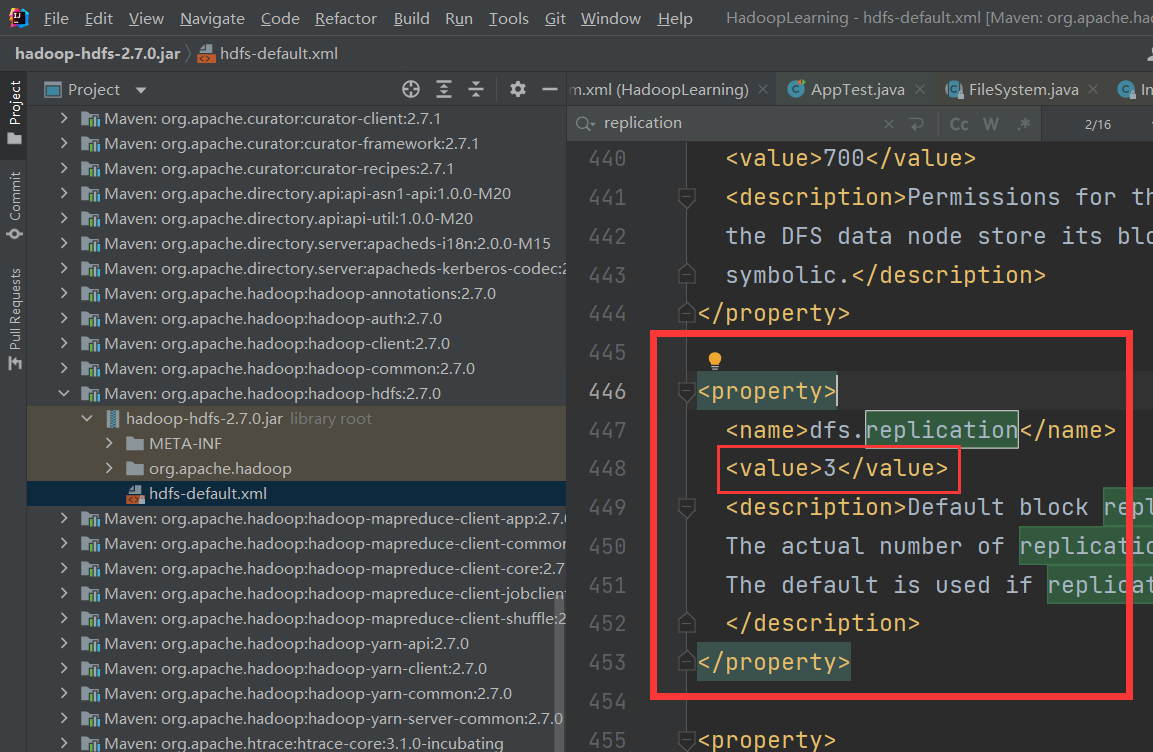 File Edit View Navigate Code Refactor Build Run Tools Git Window Help HadoopLearning - hdfs-default.xml [Maven: org.apache.ha
hadoop-hdfs-2.7.0.jar hdfs-default.xml
Project
Commit
Pull Requests
Project
Maven: org.apache.curator:curator-client:2.7.1
Maven: org.apache.curator:curator-framework:2.7.1
Maven: org.apache.curator:curator-recipes:2.7.1
Maven: org.apache.directory.api:api-asn1-api:1.0.0-M20
Maven: org.apache.directory.api:api-util:1.0.0-M20
Maven: org.apache.directory.server:apacheds-i18n:2.0.0-M15
Maven: org.apache.directory.server:apacheds-kerberos-codec:2
Maven: org.apache.hadoop:hadoop-annotations:2.7.0
Maven: org.apache.hadoop:hadoop-auth:2.7.0
Maven: org.apache.hadoop:hadoop-client:2.7.0
Maven: org.apache.hadoop:hadoop-common:2.7.0
Maven: org.apache.hadoop:hadoop-hdfs:2.7.0
hadoop-hdfs-2.7.0.jar library root
META-INF
org.apache.hadoop
hdfs-default.xml
Maven: org.apache.hadoop:hadoop-mapreduce-client-app:2.7.0
Maven: org.apache.hadoop:hadoop-mapreduce-client-common
Maven: org.apache.hadoop:hadoop-mapreduce-client-core:2.7
Maven: org.apache.hadoop:hadoop-mapreduce-client-jobclient
Maven: org.apache.hadoop:hadoop-mapreduce-client-shuffle:2
Maven: org.apache.hadoop:hadoop-yarn-api:2.7.0
Maven: org.apache.hadoop:hadoop-yarn-client:2.7.0
Maven: org.apache.hadoop:hadoop-yarn-common:2.7.0
Maven: org.apache.hadoop:hadoop-yarn-server-common:2.7.0
Maven: org.apache.htrace:htrace-core:3.1.0-incubating
m.xml (HadoopLearning) AppTest.java FileSystem.java In
replication Cc W .* 2/16
440 <value>700</value>
441 <description>Permissions for th
442 the DFS data node store its blo
443 symbolic.</description>
444 </property>
445
446 <property>
447 <name>dfs.replication</name>
448 <value>3</value>
449 <description>Default block repl
450 The actual number of replicatio
451 The default is used if replicat
452 </description>
453 </property>
454
455 <property>